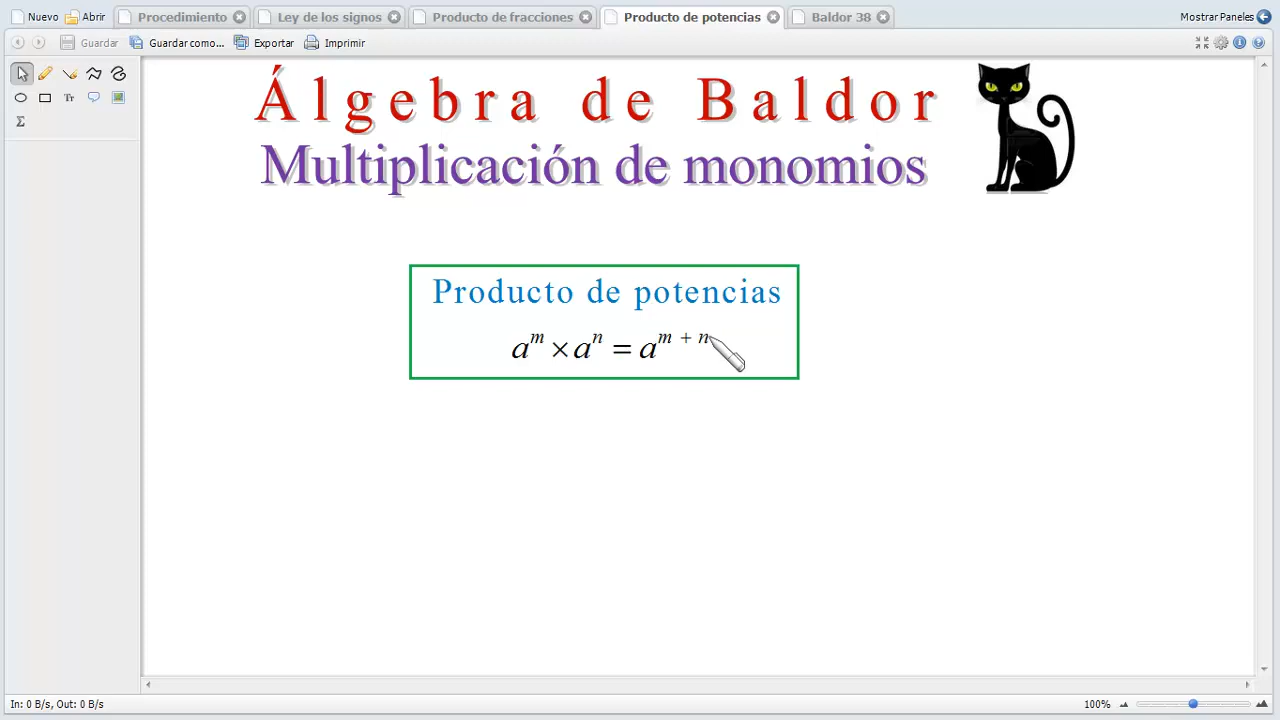 Nuevo Abrir Procedimiento Ley de los signos Producto de fracciones Producto de potencias Baldor 38 Mostrar Paneles
Guardar Guardar como... Exportar Imprimir
Tr
Σ
Álgebra de Baldor
Multiplicación de monomios
Producto de potencias
a^m × a^n = a^{m + n}
In: 0 B/s, Out: 0 B/s 100%